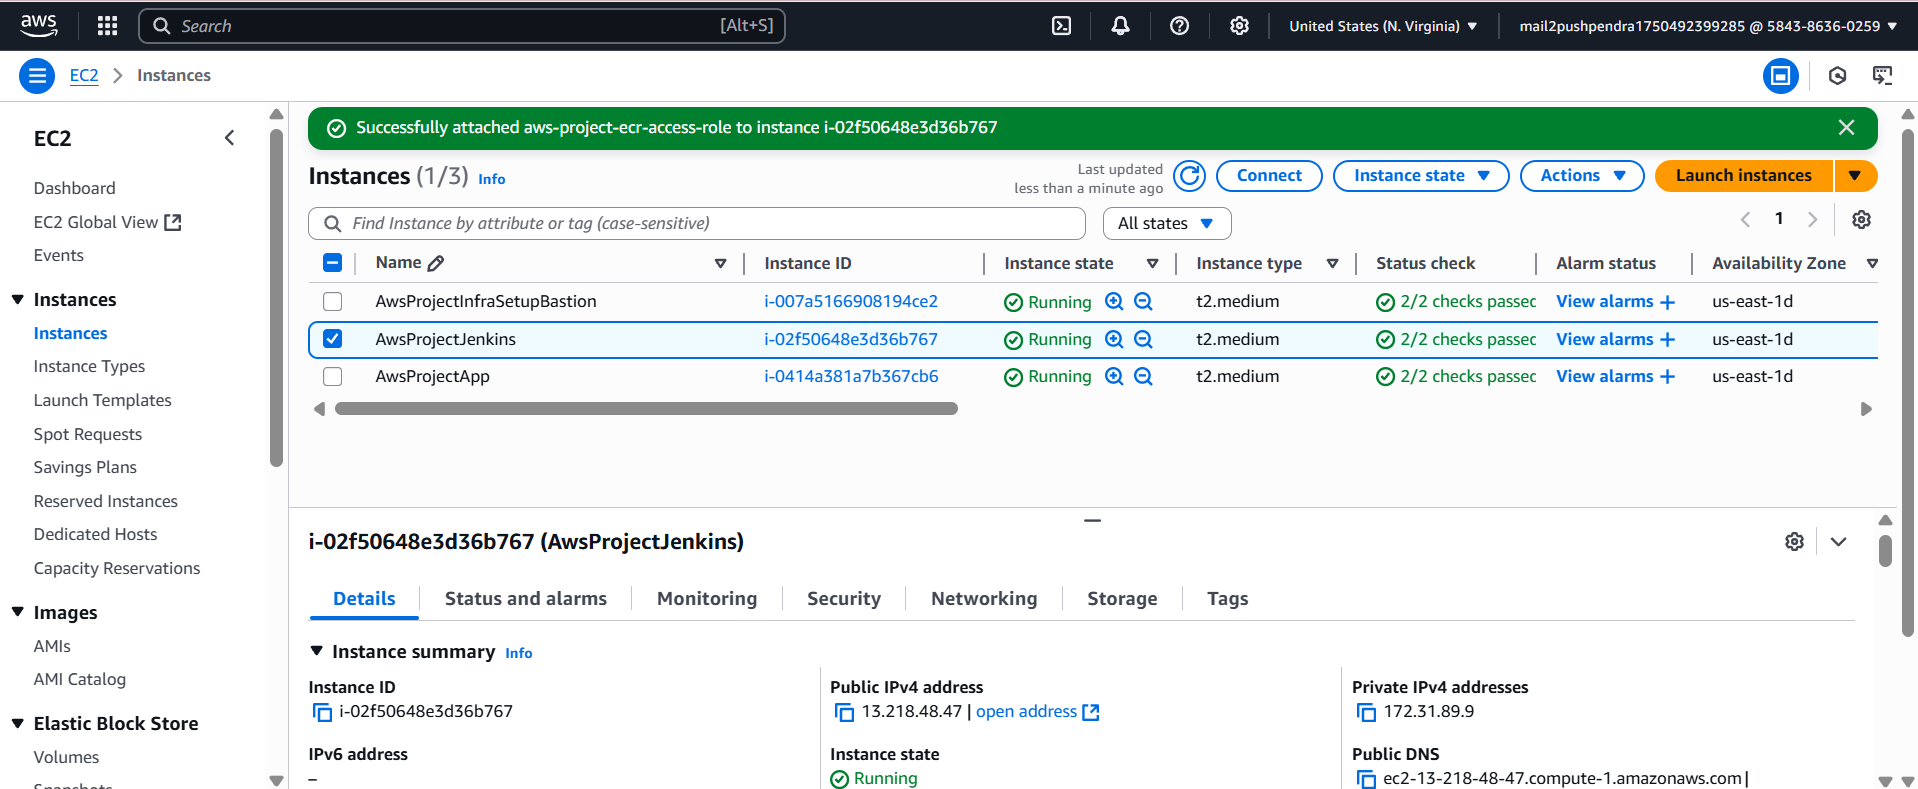 aws
Search [Alt+S]
United States (N. Virginia)
mail2pushpendra1750492399285 @ 5843-8636-0259
EC2 Instances
EC2
Dashboard
EC2 Global View
Events
Instances
Instances
Instance Types
Launch Templates
Spot Requests
Savings Plans
Reserved Instances
Dedicated Hosts
Capacity Reservations
Images
AMIs
AMI Catalog
Elastic Block Store
Volumes
Snapshots
Successfully attached aws-project-ecr-access-role to instance i-02f50648e3d36b767
Instances (1/3) Info
Last updated
less than a minute ago
Connect
Instance state
Actions
Launch instances
Find Instance by attribute or tag (case-sensitive)
All states
1
Name Instance ID Instance state Instance type Status check Alarm status Availability Zone
AwsProjectInfraSetupBastion i-007a5166908194ce2 Running t2.medium 2/2 checks passec View alarms us-east-1d
AwsProjectJenkins i-02f50648e3d36b767 Running t2.medium 2/2 checks passec View alarms us-east-1d
AwsProjectApp i-0414a381a7b367cb6 Running t2.medium 2/2 checks passec View alarms us-east-1d
i-02f50648e3d36b767 (AwsProjectJenkins)
Details Status and alarms Monitoring Security Networking Storage Tags
Instance summary Info
Instance ID
i-02f50648e3d36b767
Public IPv4 address
13.218.48.47 | open address
Private IPv4 addresses
172.31.89.9
IPv6 address
–
Instance state
Running
Public DNS
ec2-13-218-48-47.compute-1.amazonaws.com |